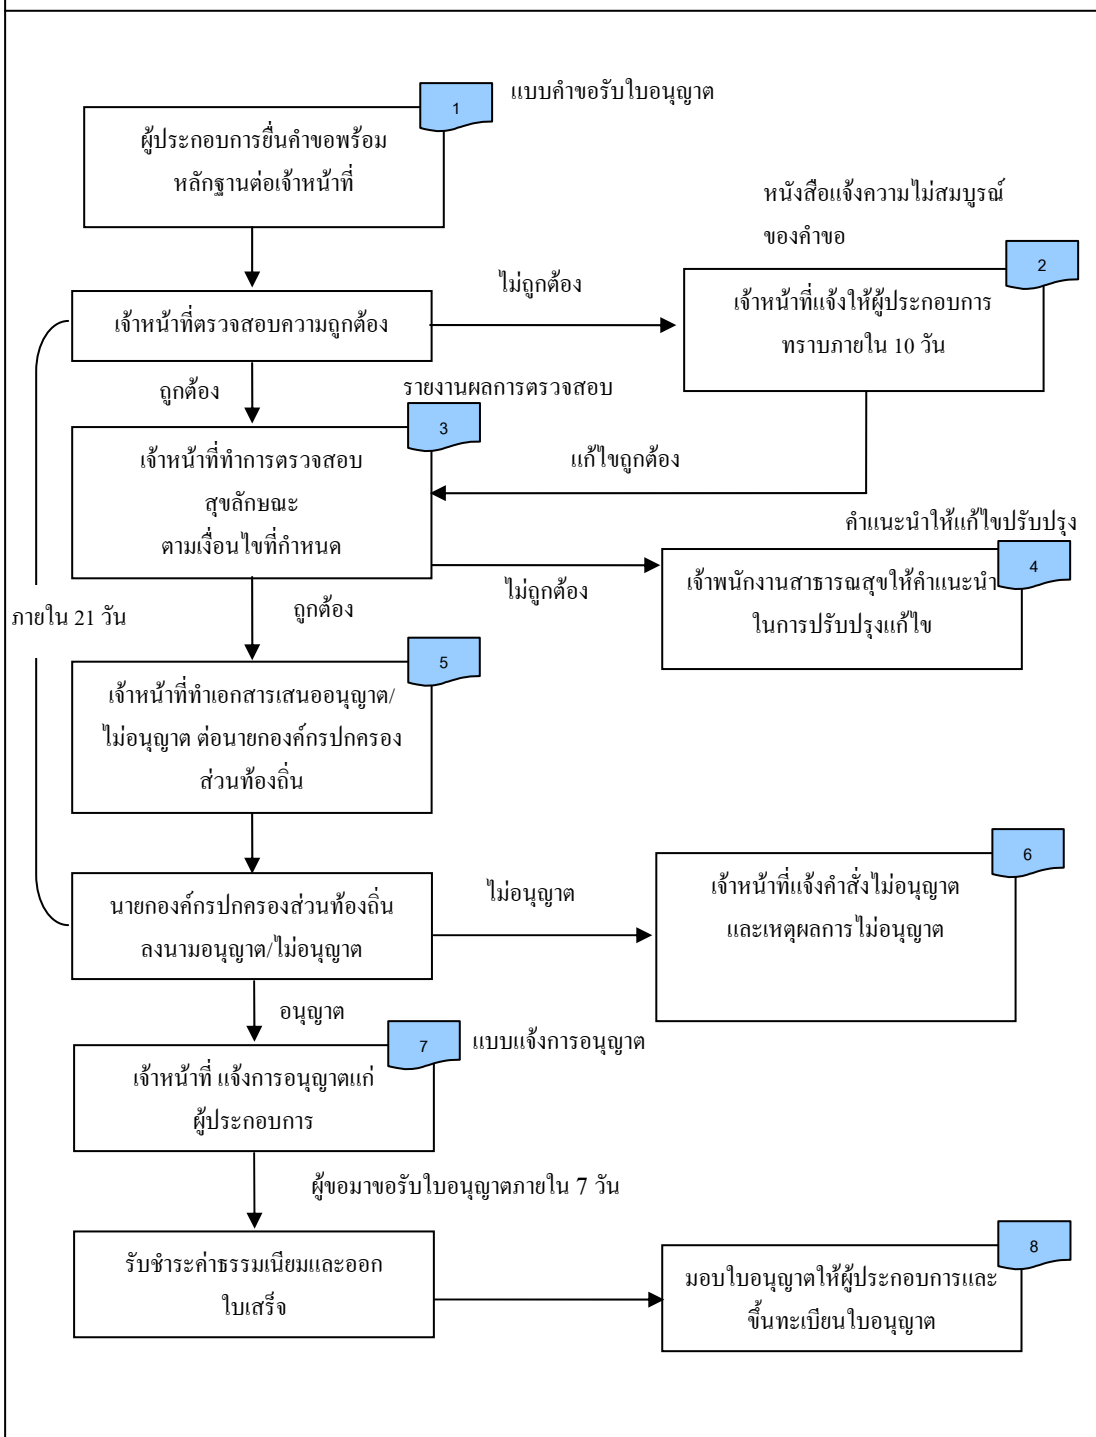 แบบคำขอรับใบอนุญาต
1
ผู้ประกอบการยื่นคำขอพร้อม
หลักฐานต่อเจ้าหน้าที่
หนังสือแจ้งความไม่สมบูรณ์
ของคำขอ
2
ไม่ถูกต้อง
เจ้าหน้าที่แจ้งให้ผู้ประกอบการ
ทราบภายใน 10 วัน
เจ้าหน้าที่ตรวจสอบความถูกต้อง
ถูกต้อง
รายงานผลการตรวจสอบ
3
เจ้าหน้าที่ทำการตรวจสอบ
สุขลักษณะ
ตามเงื่อนไขที่กำหนด
แก้ไขถูกต้อง
คำแนะนำให้แก้ไขปรับปรุง
4
ไม่ถูกต้อง
เจ้าพนักงานสาธารณสุขให้คำแนะนำ
ในการปรับปรุงแก้ไข
ถูกต้อง
ภายใน 21 วัน
5
เจ้าหน้าที่ทำเอกสารเสนออนุญาต/
ไม่อนุญาต ต่อนายกองค์กรปกครอง
ส่วนท้องถิ่น
6
ไม่อนุญาต
เจ้าหน้าที่แจ้งคำสั่งไม่อนุญาต
และเหตุผลการไม่อนุญาต
นายกองค์กรปกครองส่วนท้องถิ่น
ลงนามอนุญาต/ไม่อนุญาต
อนุญาต
7
แบบแจ้งการอนุญาต
เจ้าหน้าที่ แจ้งการอนุญาตแก่
ผู้ประกอบการ
ผู้ขอมาขอรับใบอนุญาตภายใน 7 วัน
รับชำระค่าธรรมเนียมและออก
ใบเสร็จ
8
มอบใบอนุญาตให้ผู้ประกอบการและ
ขึ้นทะเบียนใบอนุญาต